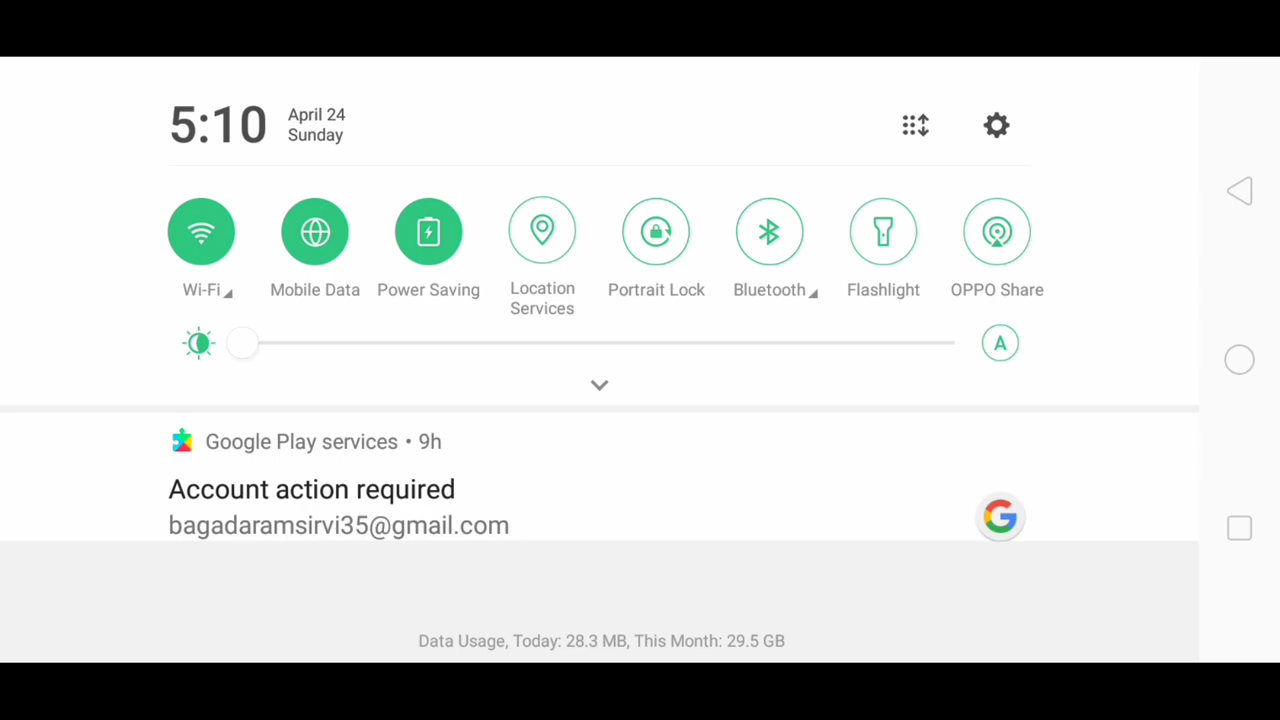 5:10
April 24
Sunday
Wi-Fi
Mobile Data
Power Saving
Location
Services
Portrait Lock
Bluetooth
Flashlight
OPPO Share
A
Google Play services • 9h
Account action required
bagadaramsirvi35@gmail.com
G
Data Usage, Today: 28.3 MB, This Month: 29.5 GB